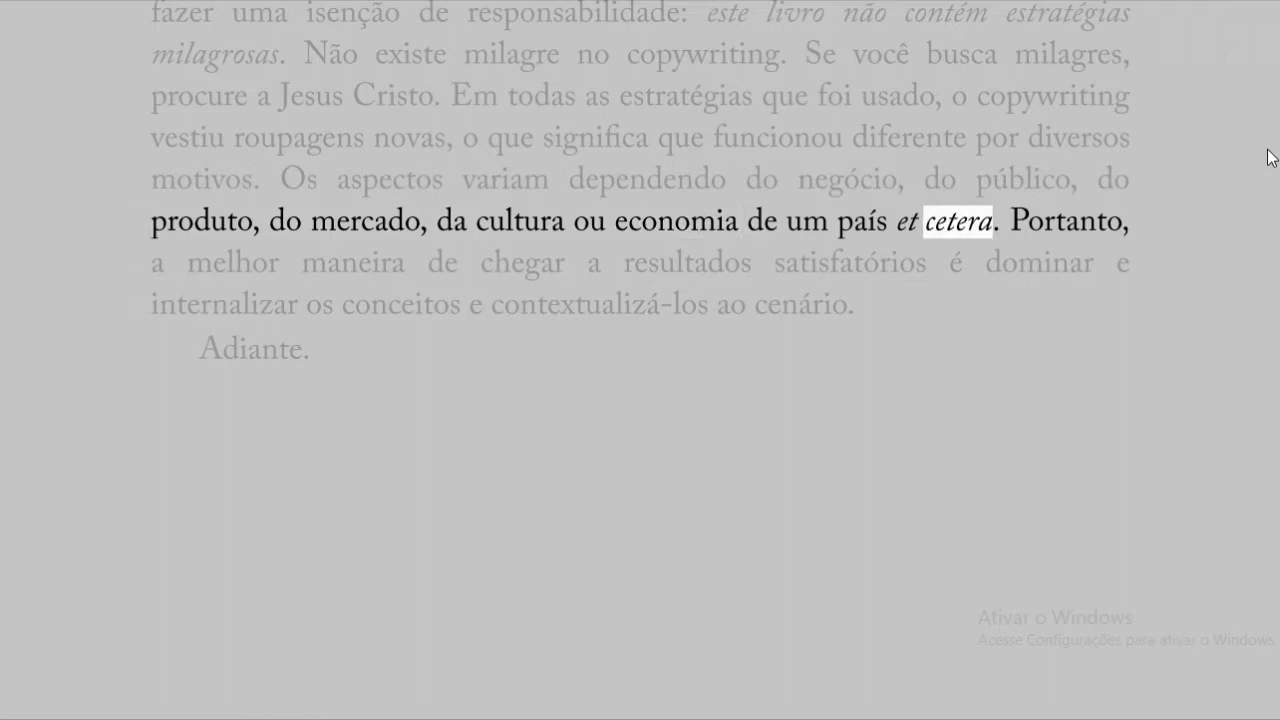 fazer uma isenção de responsabilidade: este livro não contém estratégias
milagrosas. Não existe milagre no copywriting. Se você busca milagres,
procure a Jesus Cristo. Em todas as estratégias que foi usado, o copywriting
vestiu roupagens novas, o que significa que funcionou diferente por diversos
motivos. Os aspectos variam dependendo do negócio, do público, do
produto, do mercado, da cultura ou economia de um país et cetera. Portanto,
a melhor maneira de chegar a resultados satisfatórios é dominar e
internalizar os conceitos e contextualizá-los ao cenário.
Adiante.
Ativar o Windows
Acesse Configurações para ativar o Windows.